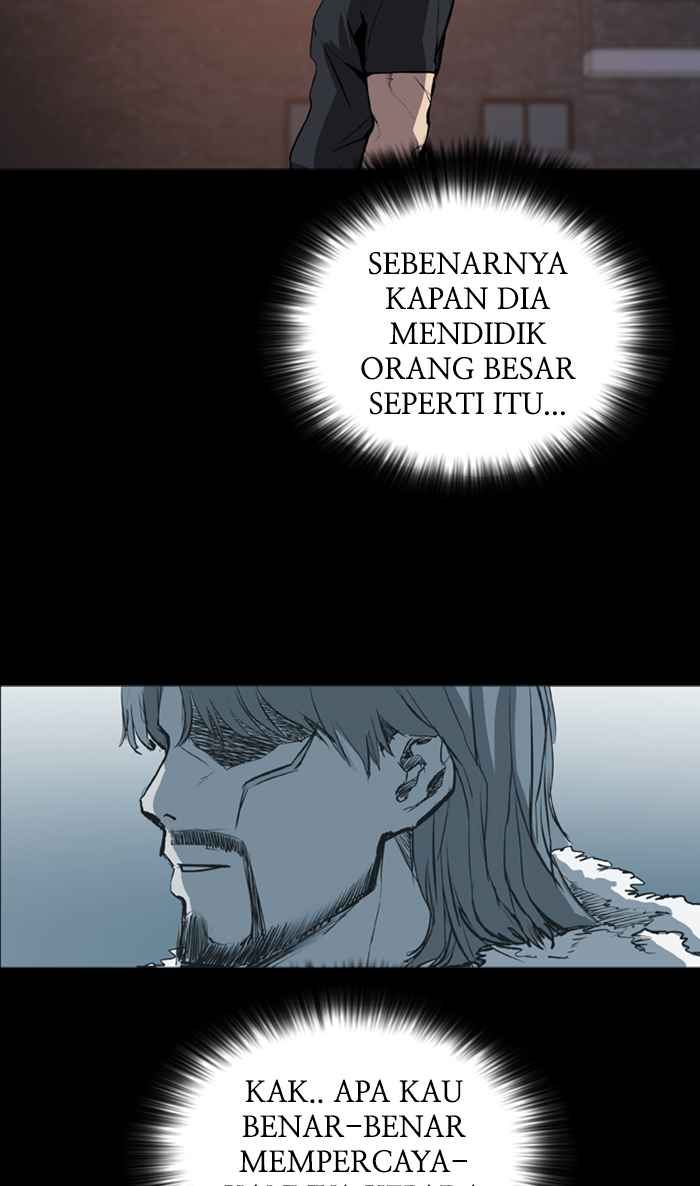 SEBENARNYA
KAPAN DIA
MENDIDIK
ORANG BESAR
SEPERTI ITU...
KAK.. APA KAU
BENAR-BENAR
MEMPERCAYA-